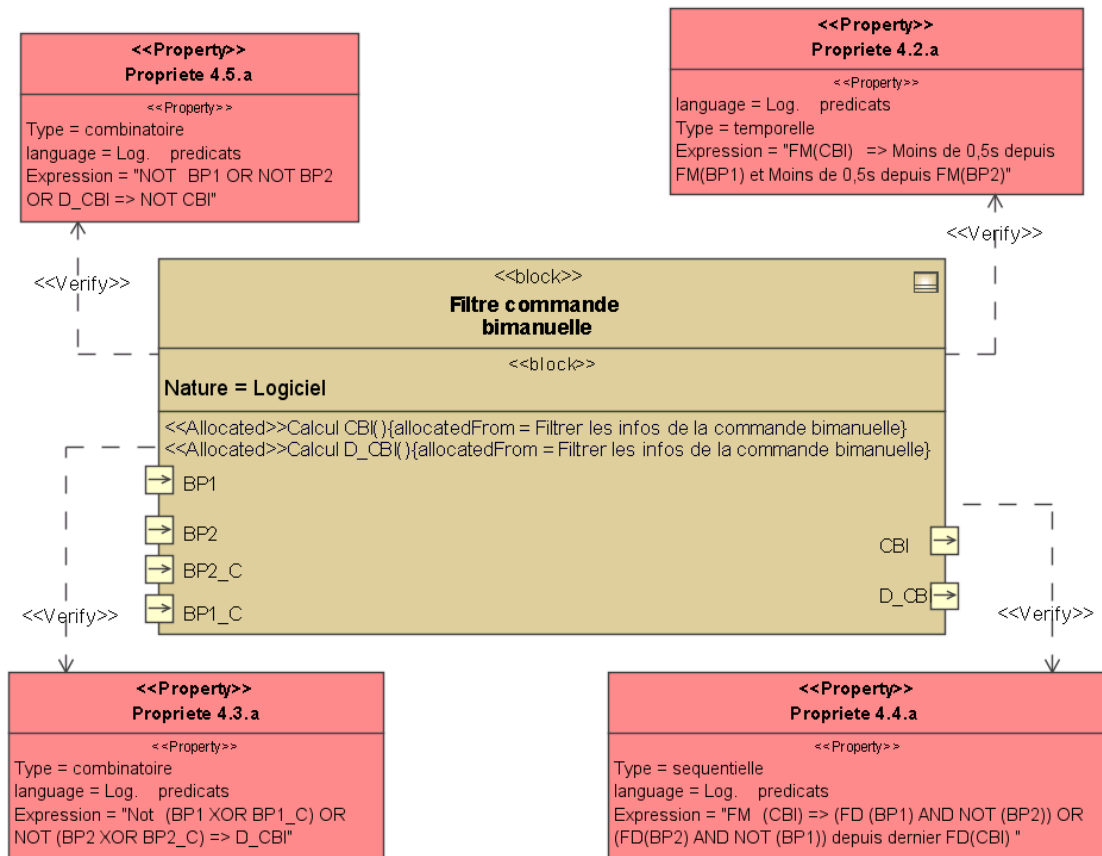 <<Property>>
Propriete 4.5.a
<<Property>>
Type = combinatoire
language = Log. predicats
Expression = "NOT BP1 OR NOT BP2
OR D_CBI => NOT CBI"
<<Property>>
Propriete 4.2.a
<<Property>>
language = Log. predicats
Type = temporelle
Expression = "FM(CBI) => Moins de 0,5s depuis
FM(BP1) et Moins de 0,5s depuis FM(BP2)"
<<Verify>>
<<Verify>>
<<block>>
Filtre commande
bimanuelle
<<block>>
Nature = Logiciel
<<Allocated>>Calcul CBI(){allocatedFrom = Filtrer les infos de la commande bimanuelle}
<<Allocated>>Calcul D_CBI(){allocatedFrom = Filtrer les infos de la commande bimanuelle}
BP1
BP2
BP2_C
BP1_C
CBI
D_CB
<<Verify>>
<<Verify>>
<<Property>>
Propriete 4.3.a
<<Property>>
Type = combinatoire
language = Log. predicats
Expression = "Not (BP1 XOR BP1_C) OR
NOT (BP2 XOR BP2_C) => D_CBI"
<<Property>>
Propriete 4.4.a
<<Property>>
Type = sequentielle
language = Log. predicats
Expression = "FM (CBI) => (FD (BP1) AND NOT (BP2)) OR
(FD(BP2) AND NOT (BP1)) depuis dernier FD(CBI) "